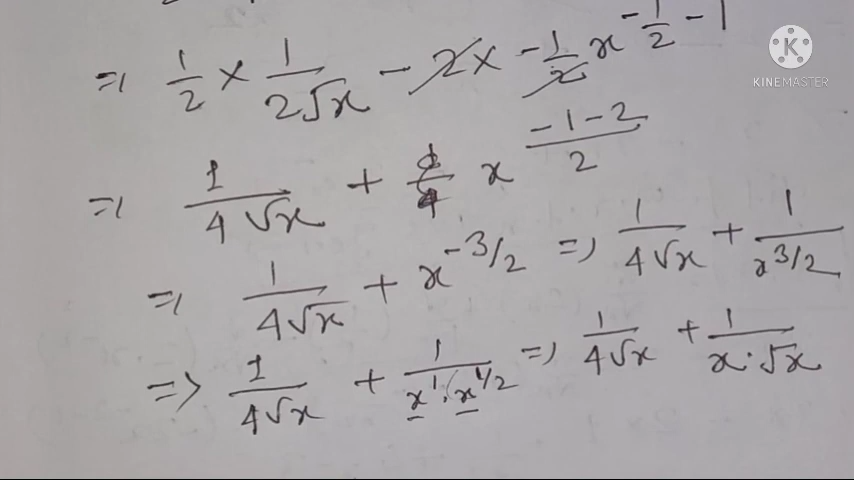 =) 1/2 × 1/2√x - 2x - 1/2 x^-1/2 - 1
K
KINEMASTER
=) 1/4√x + x^(-1-2)/2
=) 1/4√x + x^-3/2 =) 1/4√x + 1/x^3/2
=> 1/4√x + 1/x^1.(x^1/2 =) 1/4√x + 1/x.√x